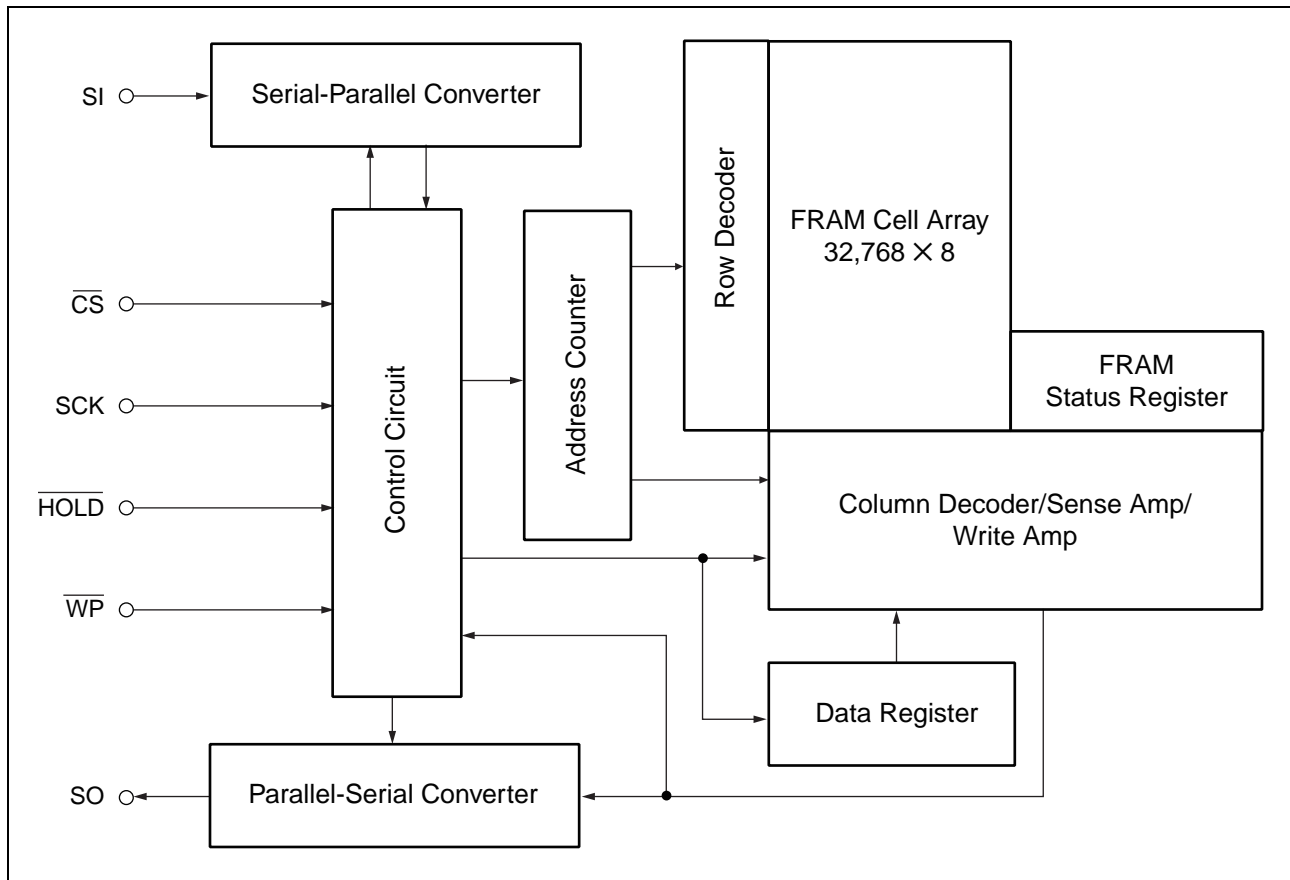 SI
Serial-Parallel Converter
Row Decoder
FRAM Cell Array
32,768 × 8
CS
Control Circuit
Address Counter
FRAM
Status Register
SCK
HOLD
Column Decoder/Sense Amp/
Write Amp
WP
Data Register
SO
Parallel-Serial Converter